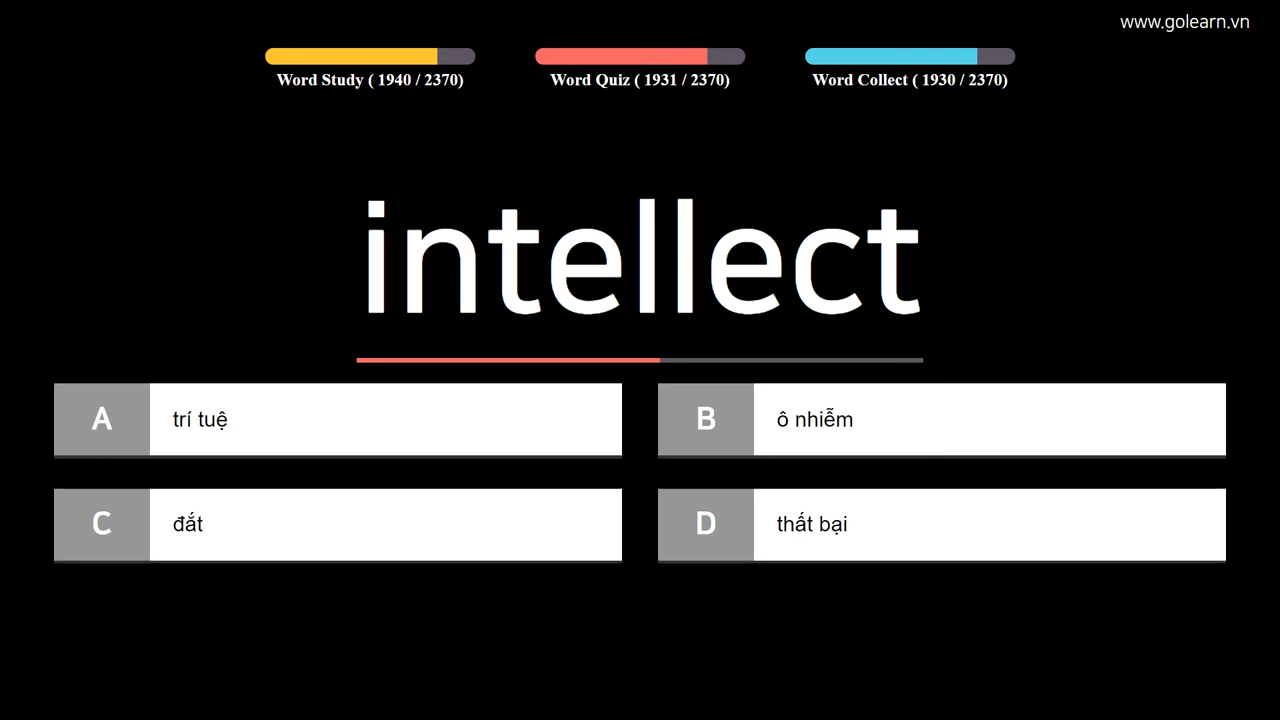 www.golearn.vn
Word Study ( 1940 / 2370)
Word Quiz ( 1931 / 2370)
Word Collect ( 1930 / 2370)
intellect
A trí tuệ
B ô nhiễm
C đắt
D thất bại